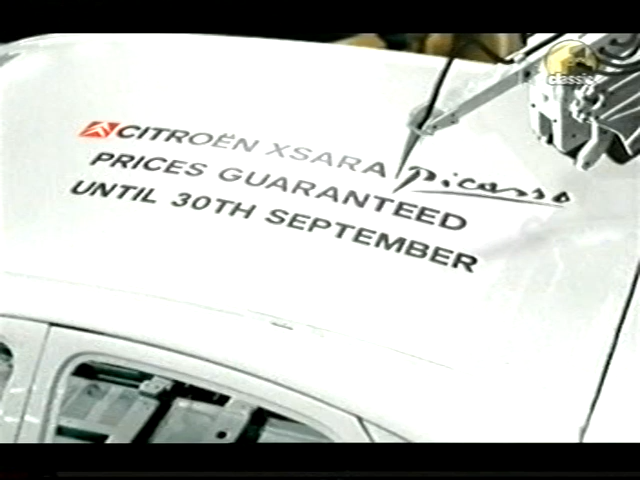 classic
CITROËN XSARA picasso
PRICES GUARANTEED
UNTIL 30TH SEPTEMBER